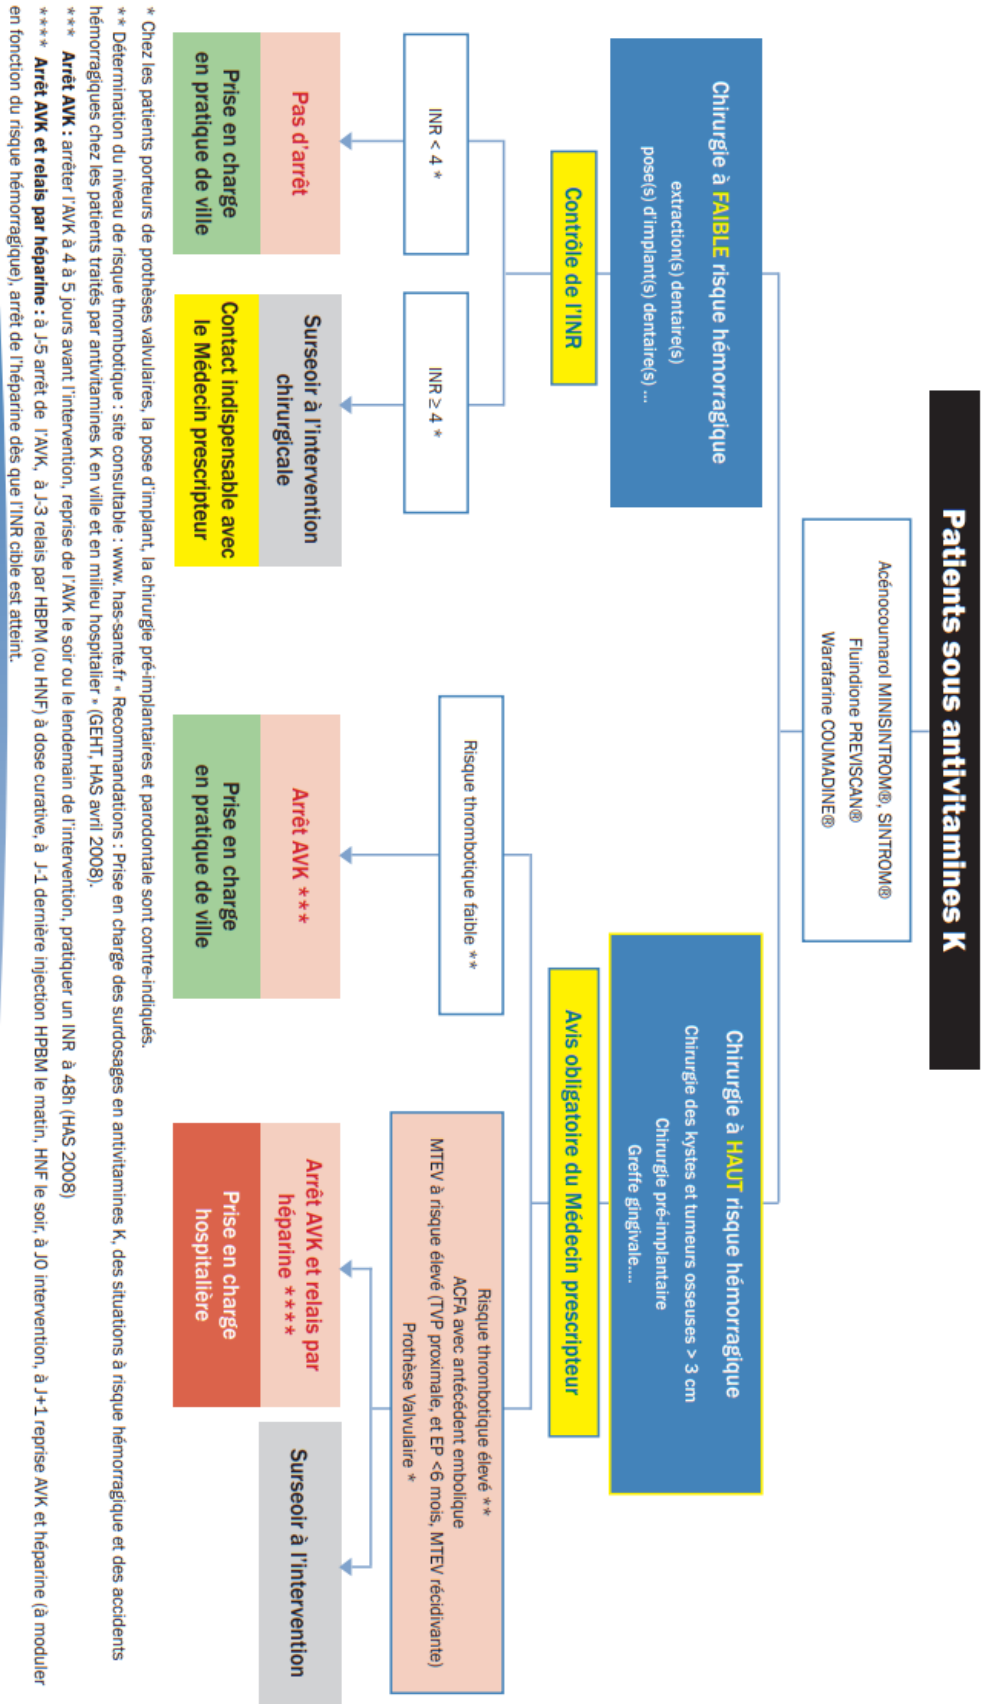 Patients sous antivitamines K
Acénocoumarol MINISINTROM®, SINTROM®
Fluindione PREVISCAN®
Warafarine COUMADINE®
Chirurgie à FAIBLE risque hémorragique
extraction(s) dentaire(s)
pose(s) d'implant(s) dentaire(s) ...
Contrôle de l'INR
INR < 4 *
Pas d'arrêt
Prise en charge
en pratique de ville
INR ≥ 4 *
Surseoir à l'intervention
chirurgicale
Contact indispensable avec
le Médecin prescripteur
Chirurgie à HAUT risque hémorragique
Chirurgie des kystes et tumeurs osseuses > 3 cm
Chirurgie pré-implantaire
Greffe gingivale....
Avis obligatoire du Médecin prescripteur
Risque thrombotique faible **
Arrêt AVK ***
Prise en charge
en pratique de ville
Risque thrombotique élevé **
ACFA avec antécédent embolique
MTEV à risque élevé (TVP proximale, et EP <6 mois, MTEV récidivante)
Prothèse Valvulaire *
Arrêt AVK et relais par
héparine ****
Prise en charge
hospitalière
Surseoir à l'intervention
* Chez les patients porteurs de prothèses valvulaires, la pose d'implant, la chirurgie pré-implantaires et parodontale sont contre-indiqués.
** Détermination du niveau de risque thrombotique : site consultable : www. has-sante.fr « Recommandations : Prise en charge des surdosages en antivitamines K, des situations à risque hémorragique et des accidents
hémorragiques chez les patients traités par antivitamines K en ville et en milieu hospitalier » (GEHT, HAS avril 2008).
*** Arrêt AVK : arrêter l'AVK à 4 à 5 jours avant l'intervention, reprise de l'AVK le soir ou le lendemain de l'intervention, pratiquer un INR à 48h (HAS 2008)
**** Arrêt AVK et relais par héparine : à J-5 arrêt de l'AVK, à J-3 relais par HBPM (ou HNF) à dose curative, à J-1 dernière injection HPBM le matin, HNF le soir, à J0 intervention, à J+1 reprise AVK et héparine (à moduler
en fonction du risque hémorragique), arrêt de l'héparine dès que l'INR cible est atteint.